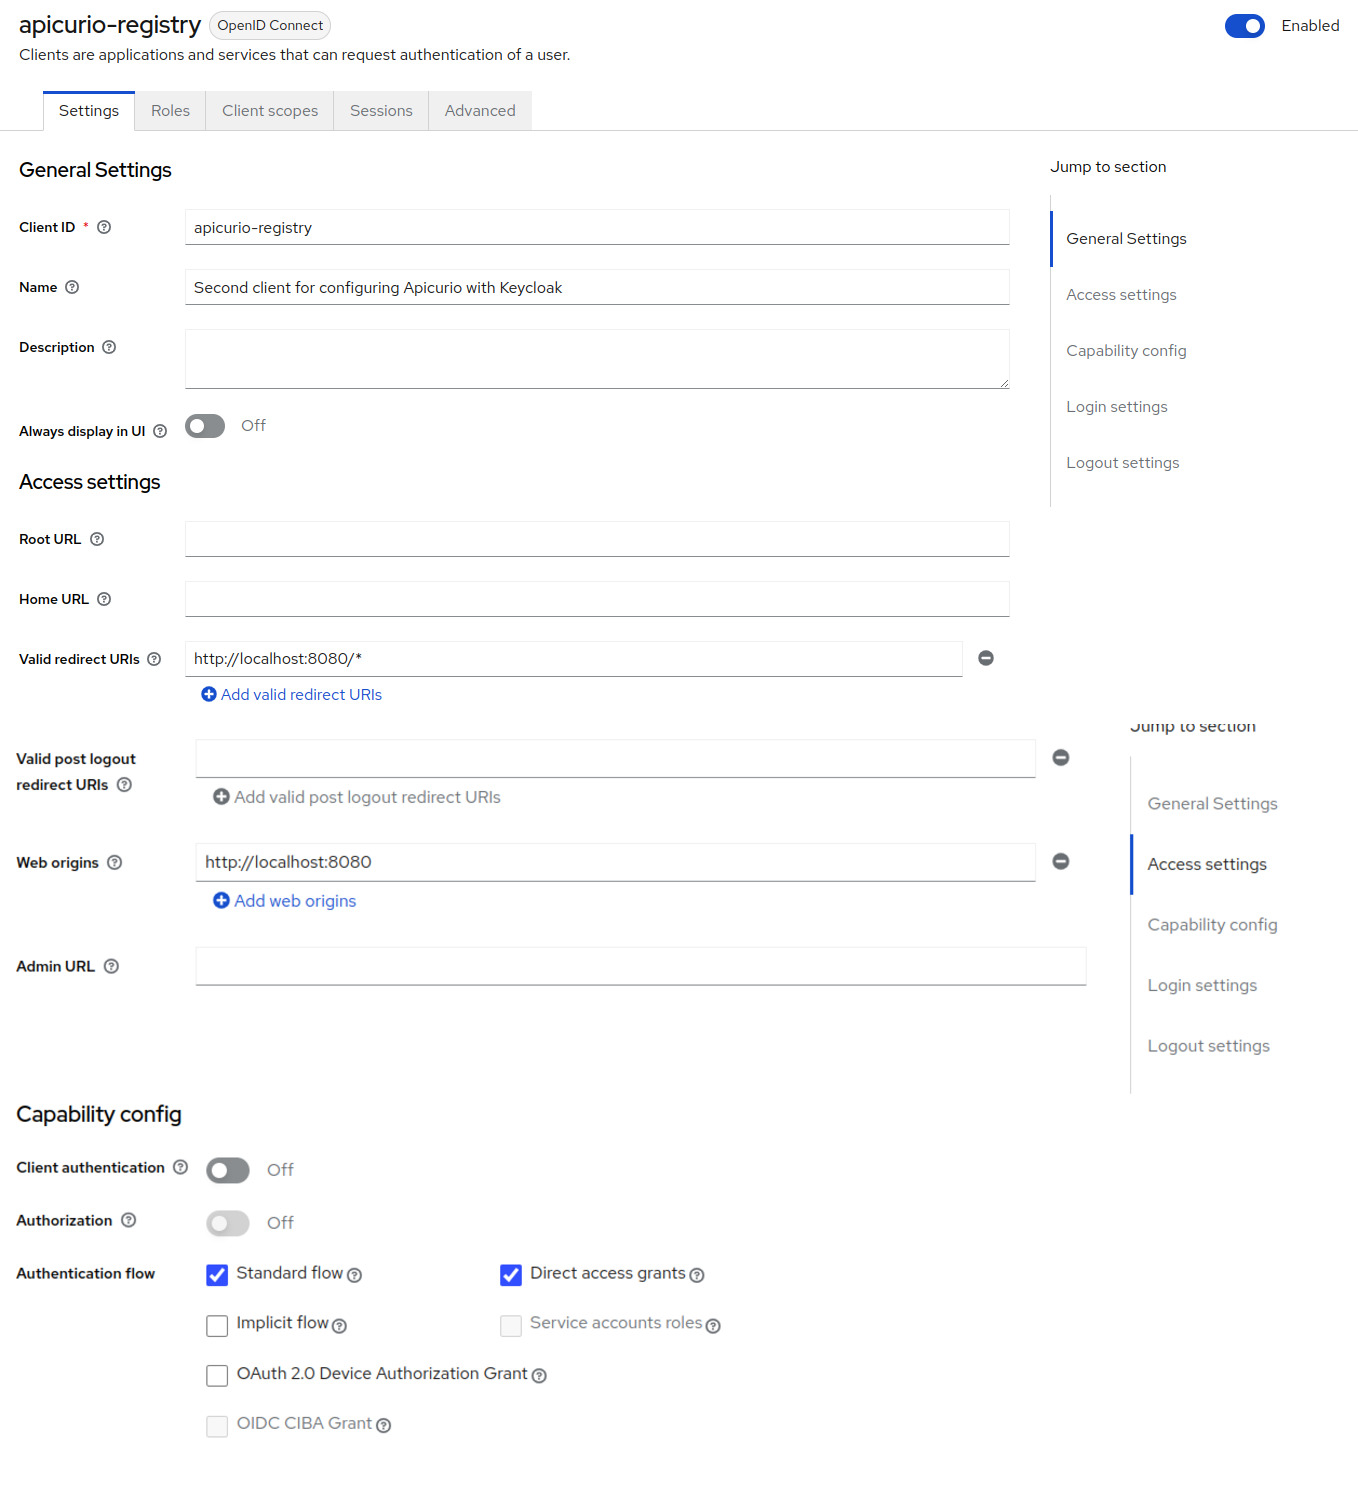 apicurio-registry OpenID Connect Enabled
Clients are applications and services that can request authentication of a user.
Settings Roles Client scopes Sessions Advanced
General Settings
Client ID * apicurio-registry
Name Second client for configuring Apicurio with Keycloak
Description
Always display in UI Off
Jump to section
General Settings
Access settings
Capability config
Login settings
Logout settings
Access settings
Root URL
Home URL
Valid redirect URIs http://localhost:8080/*
Add valid redirect URIs
Valid post logout
redirect URIs
Add valid post logout redirect URIs
Web origins http://localhost:8080
Add web origins
Admin URL
Jump to section
General Settings
Access settings
Capability config
Login settings
Logout settings
Capability config
Client authentication Off
Authorization Off
Authentication flow Standard flow Direct access grants
Implicit flow Service accounts roles
OAuth 2.0 Device Authorization Grant
OIDC CIBA Grant